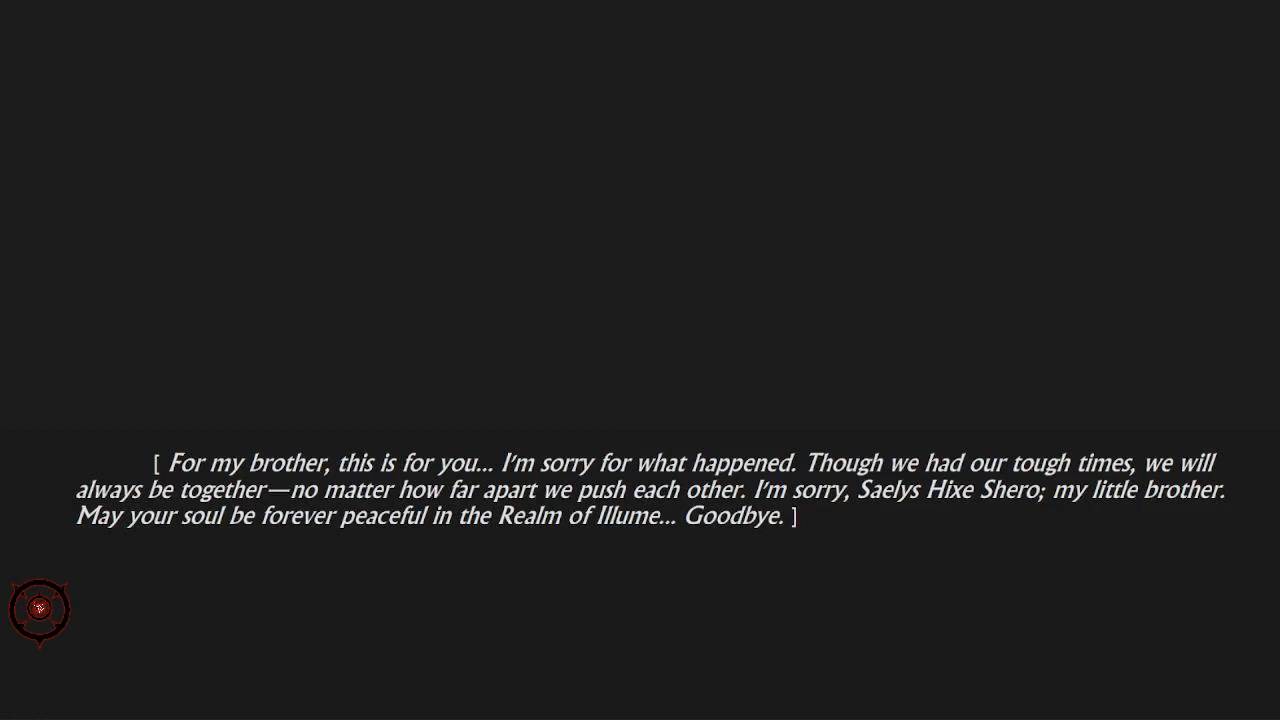 [ For my brother, this is for you... I'm sorry for what happened. Though we had our tough times, we will
always be together—no matter how far apart we push each other. I'm sorry, Saelys Hixe Shero; my little brother.
May your soul be forever peaceful in the Realm of Illume... Goodbye. ]